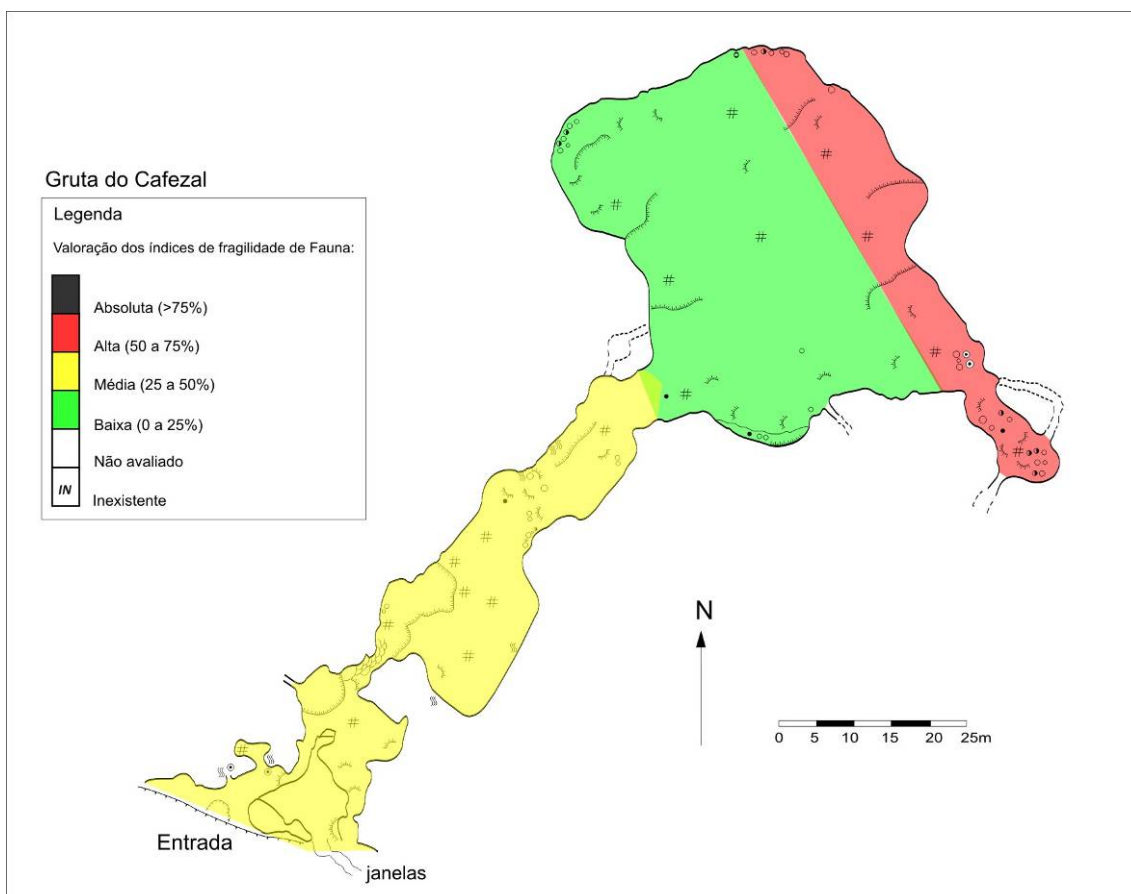 Gruta do Cafezal
Legenda
Valoração dos índices de fragilidade de Fauna:
Absoluta (>75%)
Alta (50 a 75%)
Média (25 a 50%)
Baixa (0 a 25%)
Não avaliado
IN
Inexistente
N
0 5 10 15 20 25m
Entrada
janelas